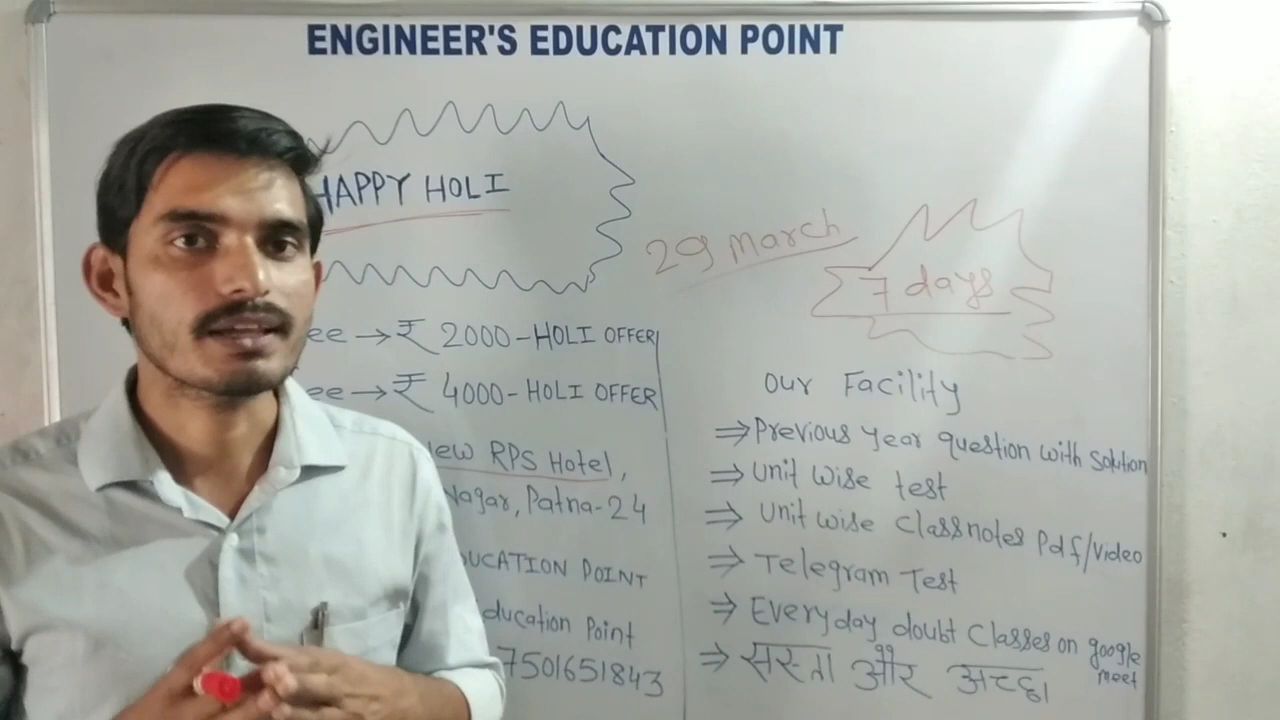 ENGINEER'S EDUCATION POINT
HAPPY HOLI
29 March
7 days
ee → ₹ 2000-HOLI OFFER
ee → ₹ 4000-HOLI OFFER
ew RPS Hotel,
Nagar, Patna-24
UCATION POINT
ducation Point
7501651843
Our Facility
⇒ Previous year question with solution
⇒ Unit wise test
⇒ Unit wise Classnotes Pdf/Video
⇒ Telegram Test
⇒ Everyday doubt Classes on google meet
⇒ सस्ता और अच्छा